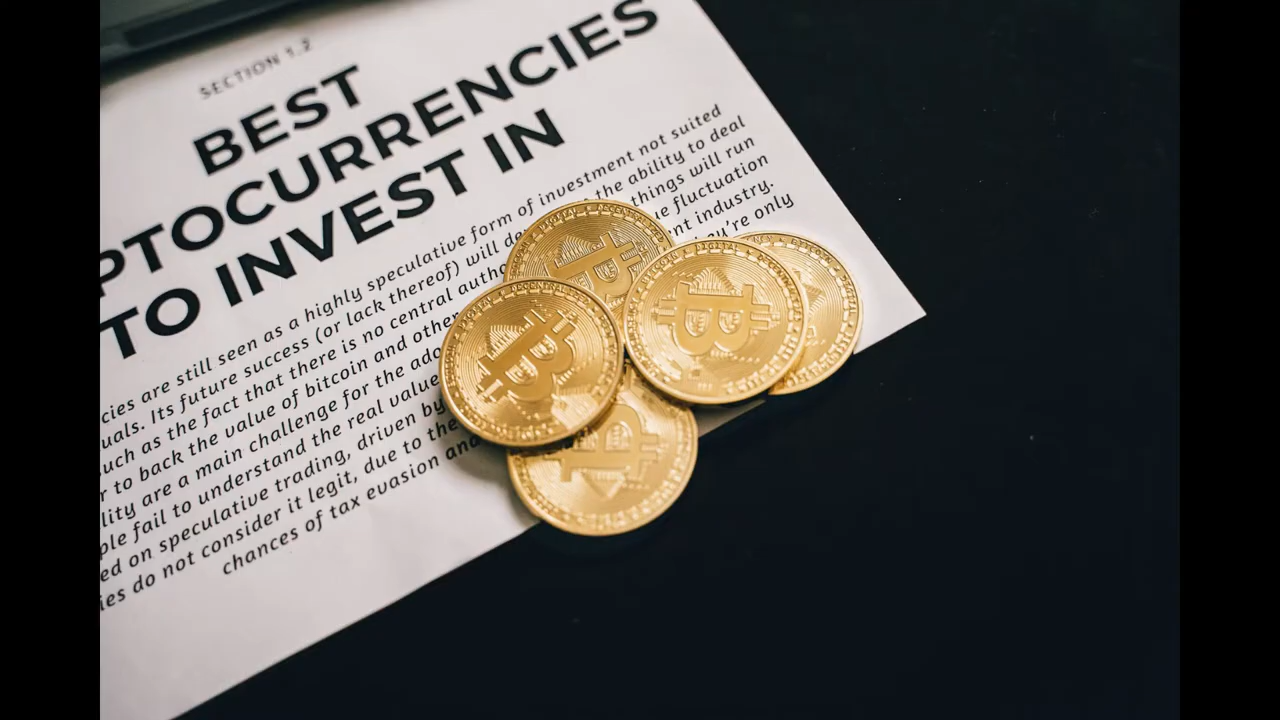 SECTION 1.2
BEST
PTOCURRENCIES
TO INVEST IN
cies are still seen as a highly speculative form of investment not suited
uals. Its future success (or lack thereof) will de the ability to deal
uch as the fact that there is no central autho things will run
r to back the value of bitcoin and other ue fluctuation
lity are a main challenge for the ado nt industry.
ple fail to understand the real value ey're only
ed on speculative trading, driven by
ies do not consider it legit, due to the
chances of tax evasion and